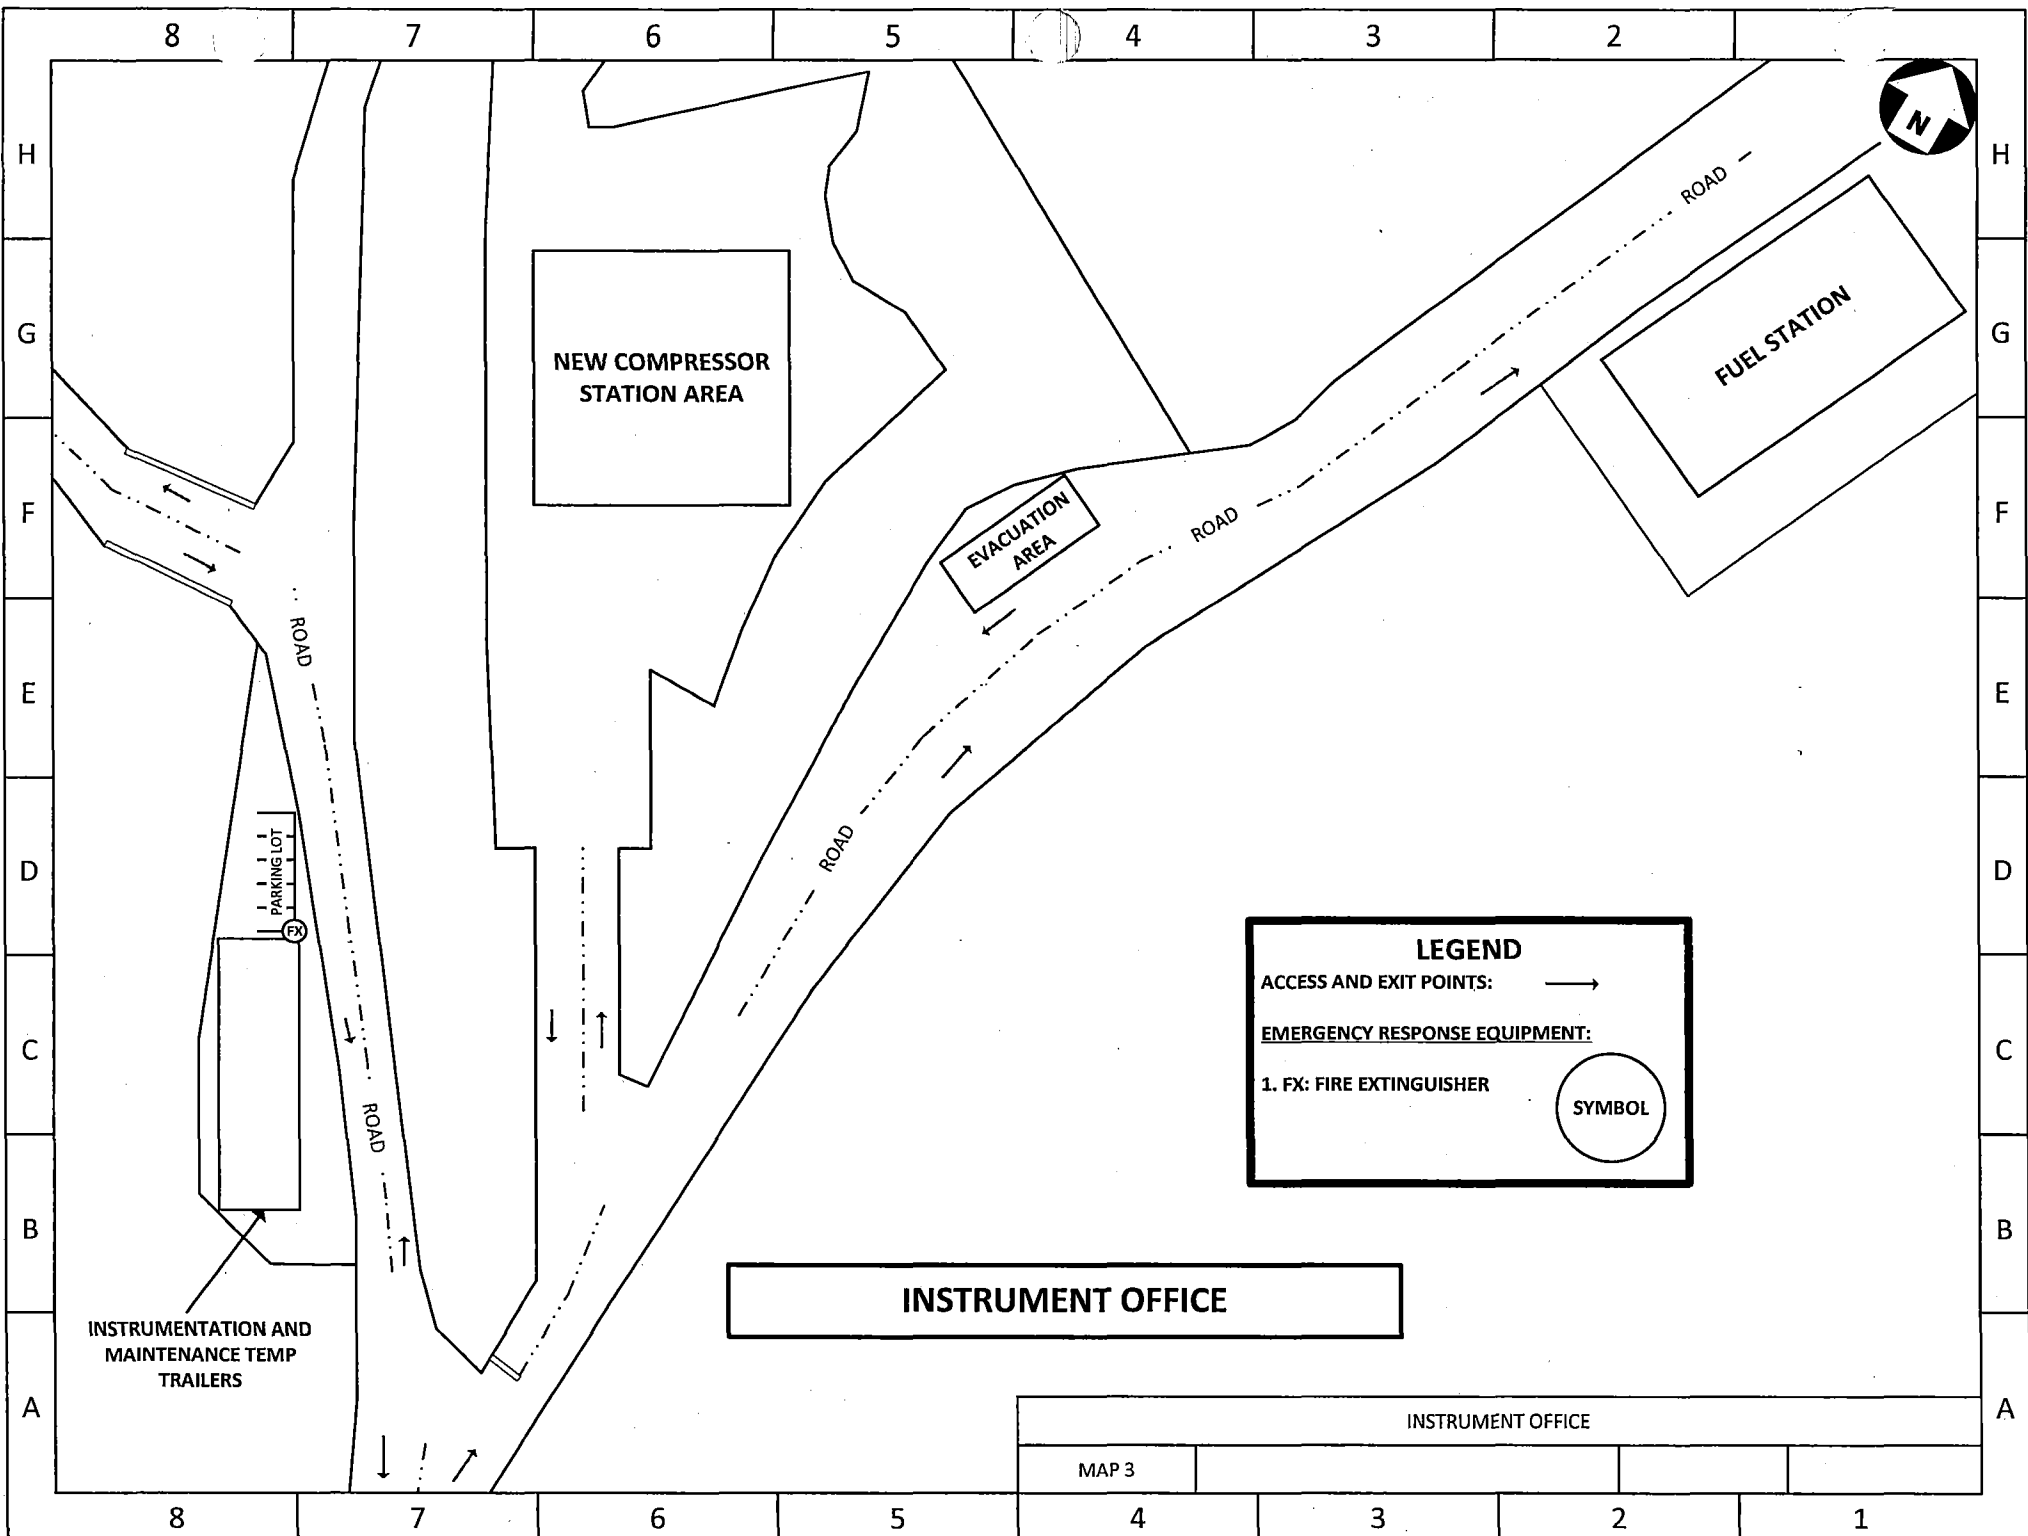 8 7 6 5 4 3 2
N
H H
ROAD
G G
FUEL STATION
NEW COMPRESSOR
STATION AREA
F F
EVACUATION
AREA
ROAD
E E
ROAD
D D
PARKING LOT
ROAD
FX
LEGEND
ACCESS AND EXIT POINTS:
EMERGENCY RESPONSE EQUIPMENT:
1. FX: FIRE EXTINGUISHER
SYMBOL
C C
ROAD
B B
INSTRUMENT OFFICE
INSTRUMENTATION AND
MAINTENANCE TEMP
TRAILERS
A A
INSTRUMENT OFFICE
MAP 3
8 7 6 5 4 3 2 1